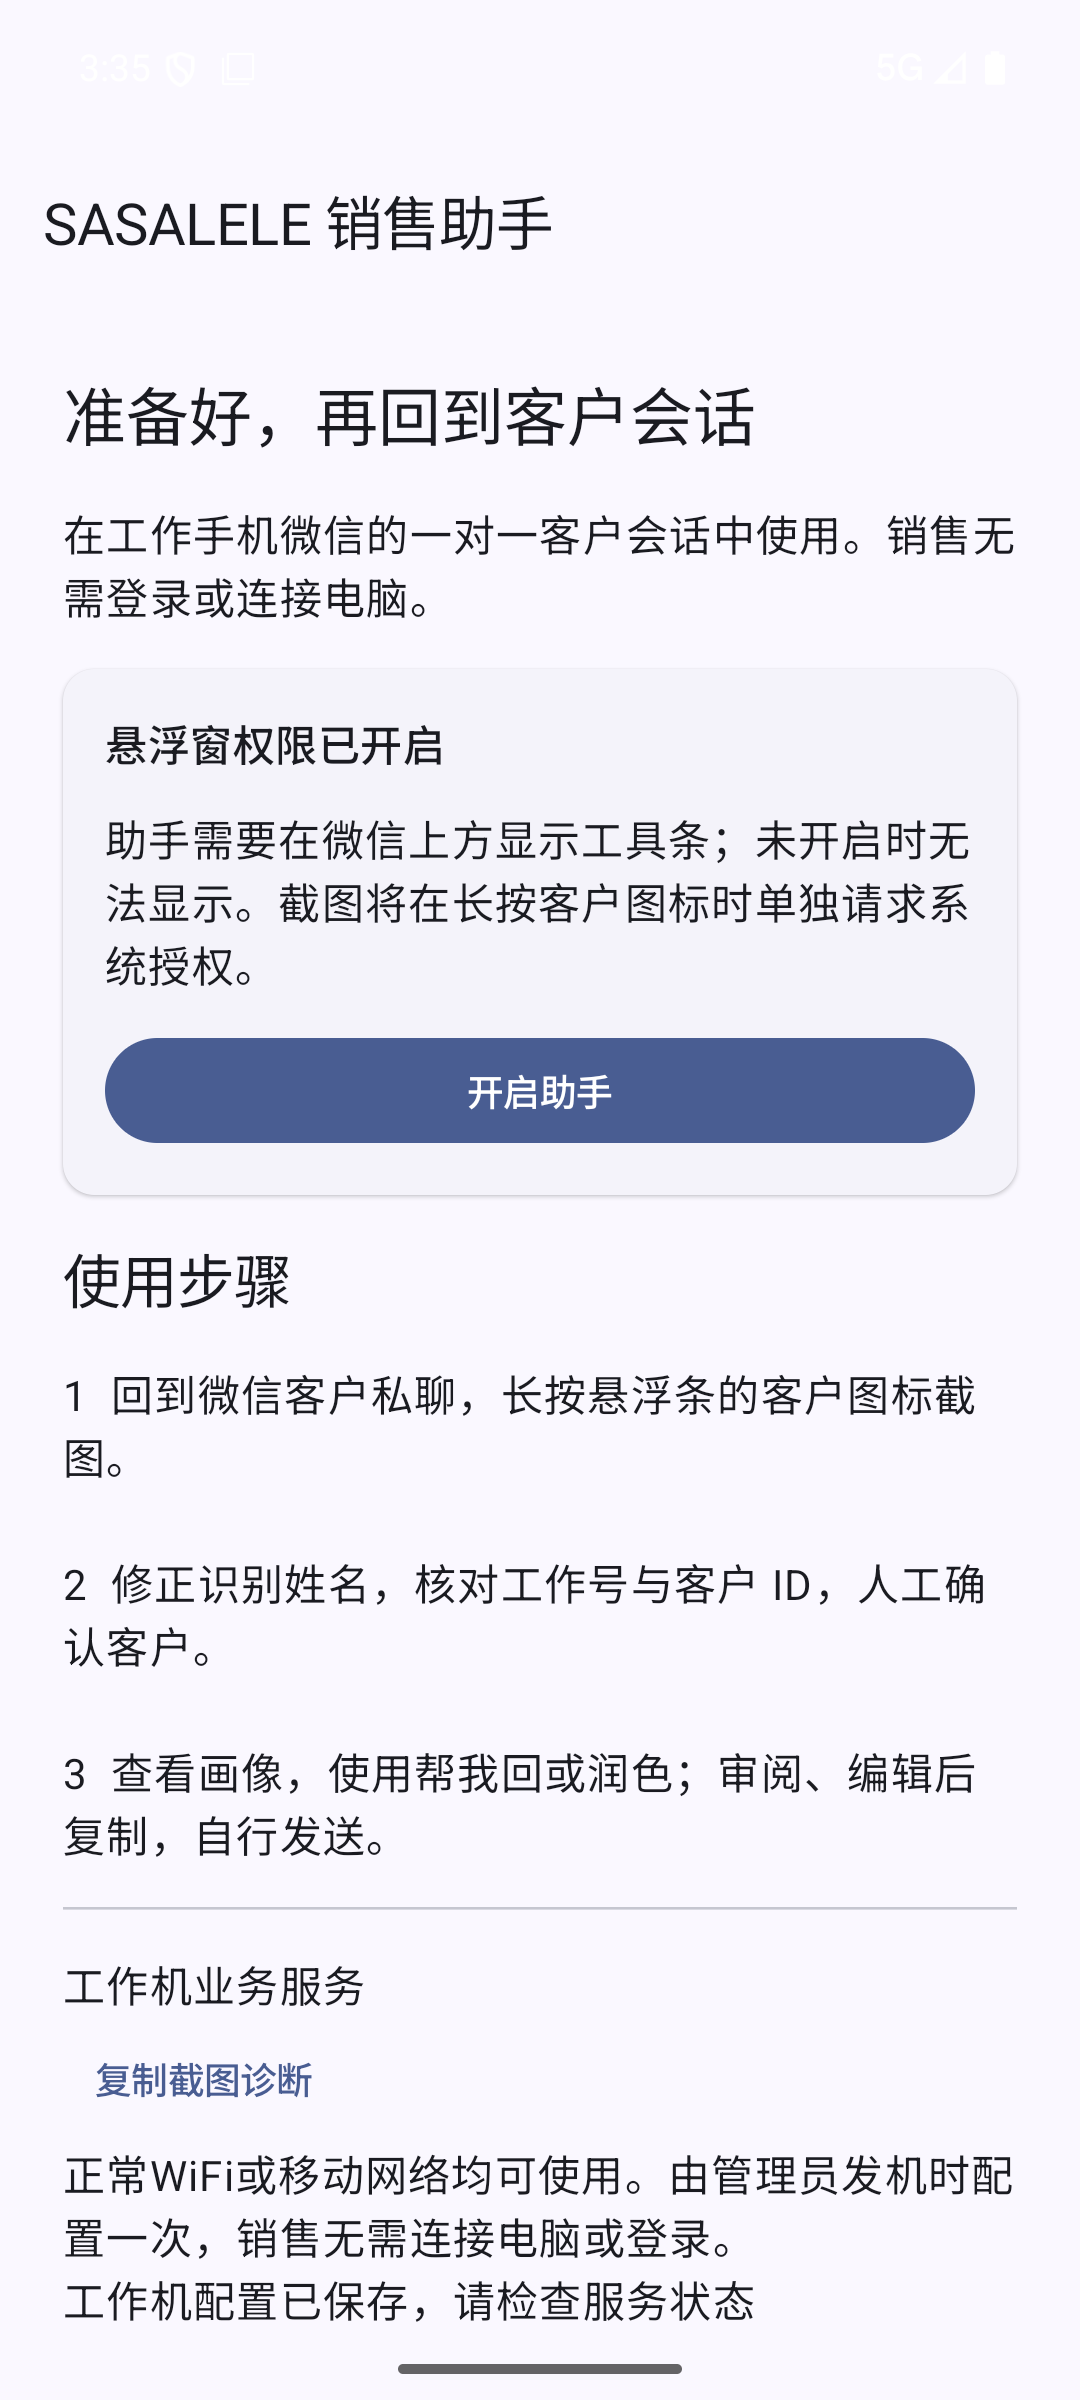 3:35
5G
SASALELE 销售助手
准备好，再回到客户会话
在工作手机微信的一对一客户会话中使用。销售无
需登录或连接电脑。
悬浮窗权限已开启
助手需要在微信上方显示工具条；未开启时无
法显示。截图将在长按客户图标时单独请求系
统授权。
开启助手
使用步骤
1 回到微信客户私聊，长按悬浮条的客户图标截
图。
2 修正识别姓名，核对工作号与客户 ID，人工确
认客户。
3 查看画像，使用帮我回或润色；审阅、编辑后
复制，自行发送。
工作机业务服务
复制截图诊断
正常WiFi或移动网络均可使用。由管理员发机时配
置一次，销售无需连接电脑或登录。
工作机配置已保存，请检查服务状态